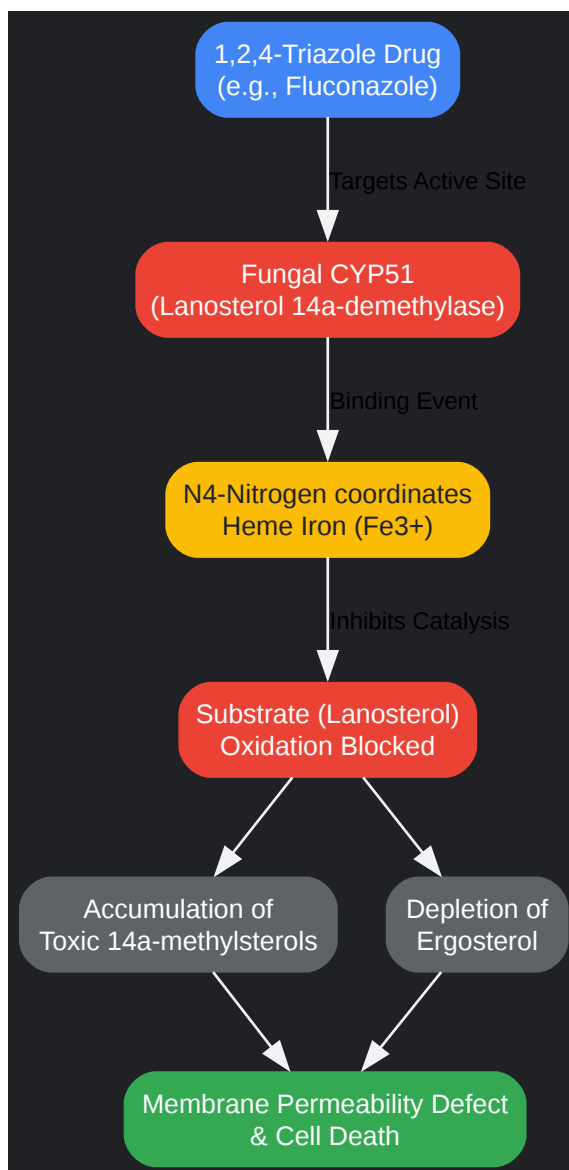 1,2,4-Triazole Drug
(e.g., Fluconazole)
Targets Active Site
Fungal CYP51
(Lanosterol 14a-demethylase)
Binding Event
N4-Nitrogen coordinates
Heme Iron (Fe3+)
Inhibits Catalysis
Substrate (Lanosterol)
Oxidation Blocked
Accumulation of
Toxic 14a-methylsterols
Depletion of
Ergosterol
Membrane Permeability Defect
& Cell Death